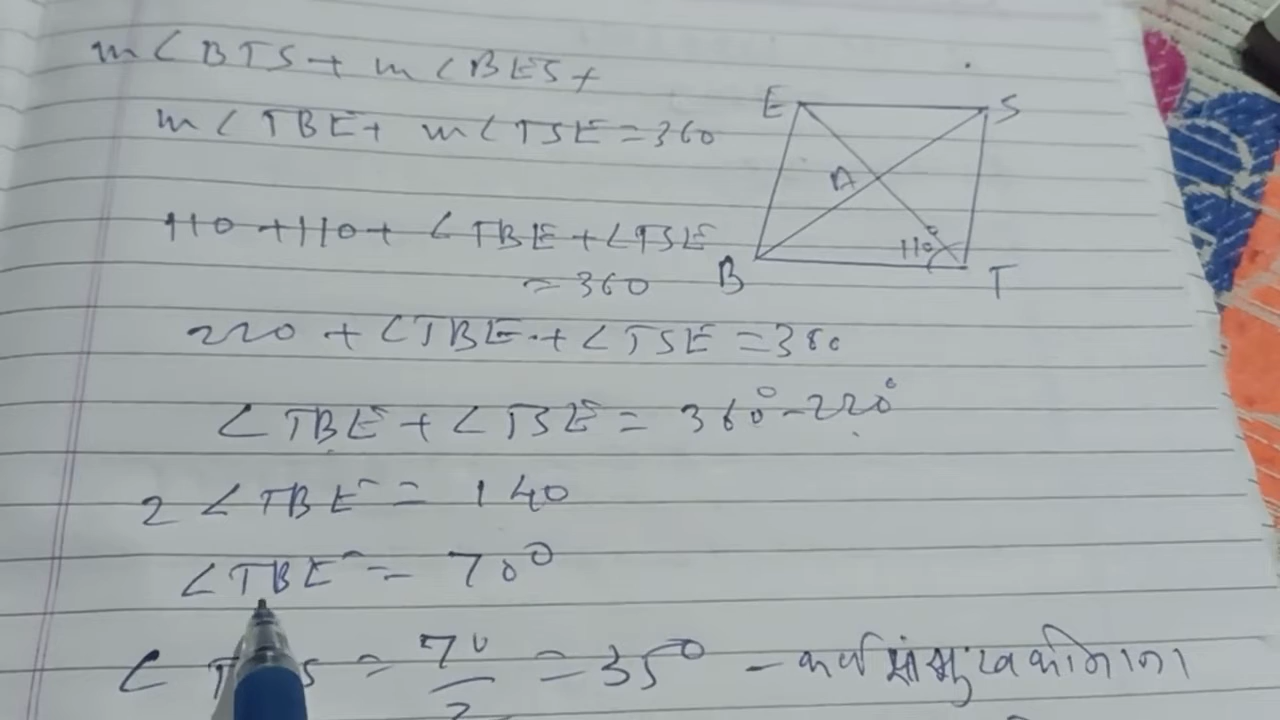 m∠BTS + m∠BES +
m∠TBE + m∠TSE = 360
110 + 110 + ∠TBE + ∠TSE
= 360
220 + ∠TBE + ∠TSE = 360
∠TBE + ∠TSE = 360° - 220°
2 ∠TBE = 140
∠TBE = 70°
∠ T S = 70/2 = 35° -
E
S
A
110
B
T